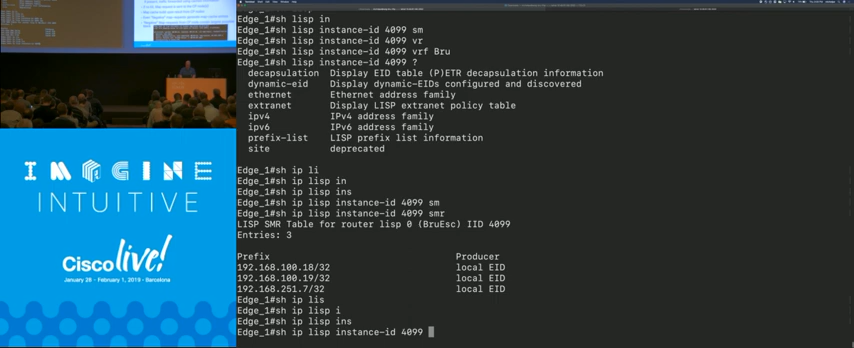 IMAGINE
INTUITIVE
Cisco live!
January 28 - February 1, 2019 • Barcelona
Edge_1#sh lisp in
Edge_1#sh lisp instance-id 4099 sm
Edge_1#sh lisp instance-id 4099 vr
Edge_1#sh lisp instance-id 4099 vrf Bru
Edge_1#sh lisp instance-id 4099 ?
decapsulation Display EID table (P)ETR decapsulation information
dynamic-eid Display dynamic-EIDs configured and discovered
ethernet Ethernet address family
extranet Display LISP extranet policy table
ipv4 IPv4 address family
ipv6 IPv6 address family
prefix-list LISP prefix list information
site deprecated
Edge_1#sh ip li
Edge_1#sh ip lisp in
Edge_1#sh ip lisp ins
Edge_1#sh ip lisp instance-id 4099 sm
Edge_1#sh ip lisp instance-id 4099 smr
LISP SMR Table for router lisp 0 (BruEsc) IID 4099
Entries: 3
Prefix Producer
192.168.100.18/32 local EID
192.168.100.19/32 local EID
192.168.251.7/32 local EID
Edge_1#sh ip lis
Edge_1#sh ip lisp i
Edge_1#sh ip lisp ins
Edge_1#sh ip lisp instance-id 4099